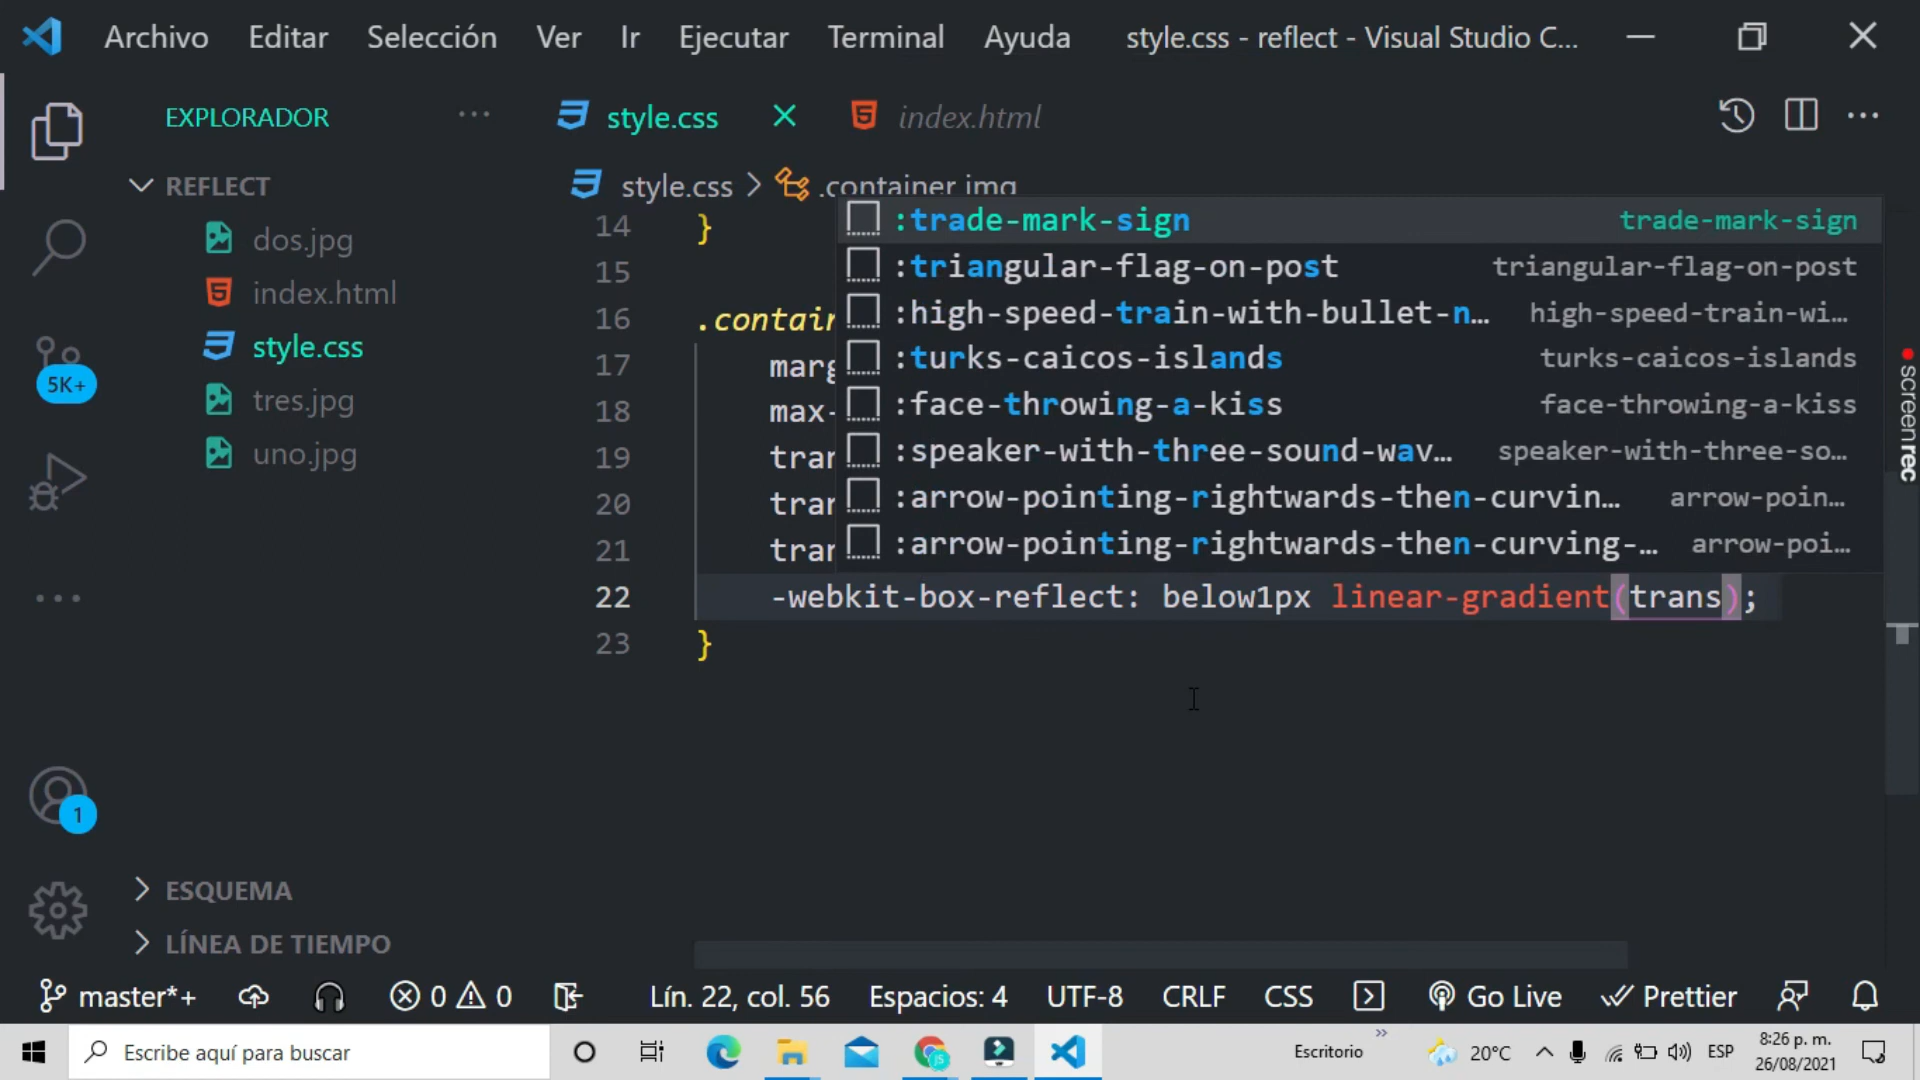 Archivo Editar Selección Ver Ir Ejecutar Terminal Ayuda style.css - reflect - Visual Studio C...
EXPLORADOR ...
REFLECT
dos.jpg
index.html
style.css
tres.jpg
uno.jpg
5K+
1
ESQUEMA
LÍNEA DE TIEMPO
style.css index.html
style.css > .container img
14 }
15
16 .contain
17 marg
18 max-
19 tran
20 tran
21 tran
22 -webkit-box-reflect: below1px linear-gradient(trans);
23 }
:trade-mark-sign trade-mark-sign
:triangular-flag-on-post triangular-flag-on-post
:high-speed-train-with-bullet-n... high-speed-train-wi...
:turks-caicos-islands turks-caicos-islands
:face-throwing-a-kiss face-throwing-a-kiss
:speaker-with-three-sound-wav... speaker-with-three-so...
:arrow-pointing-rightwards-then-curvin... arrow-poin...
:arrow-pointing-rightwards-then-curving-... arrow-poi...
screenrec
master*+ 0 0 Lín. 22, col. 56 Espacios: 4 UTF-8 CRLF CSS Go Live Prettier
Escribe aquí para buscar
Escritorio » 20°C ESP 8:26 p. m.
26/08/2021